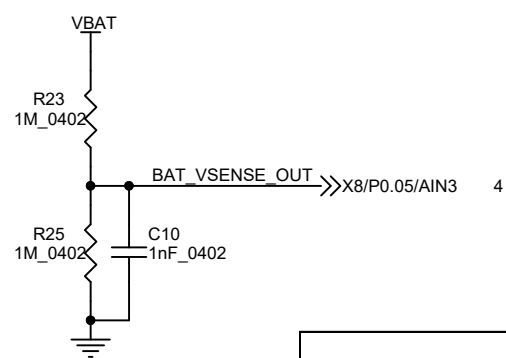 VBAT
R23
1M_0402
BAT_VSENSE_OUT X8/P0.05/AIN3 4
R25
1M_0402
C10
1nF_0402